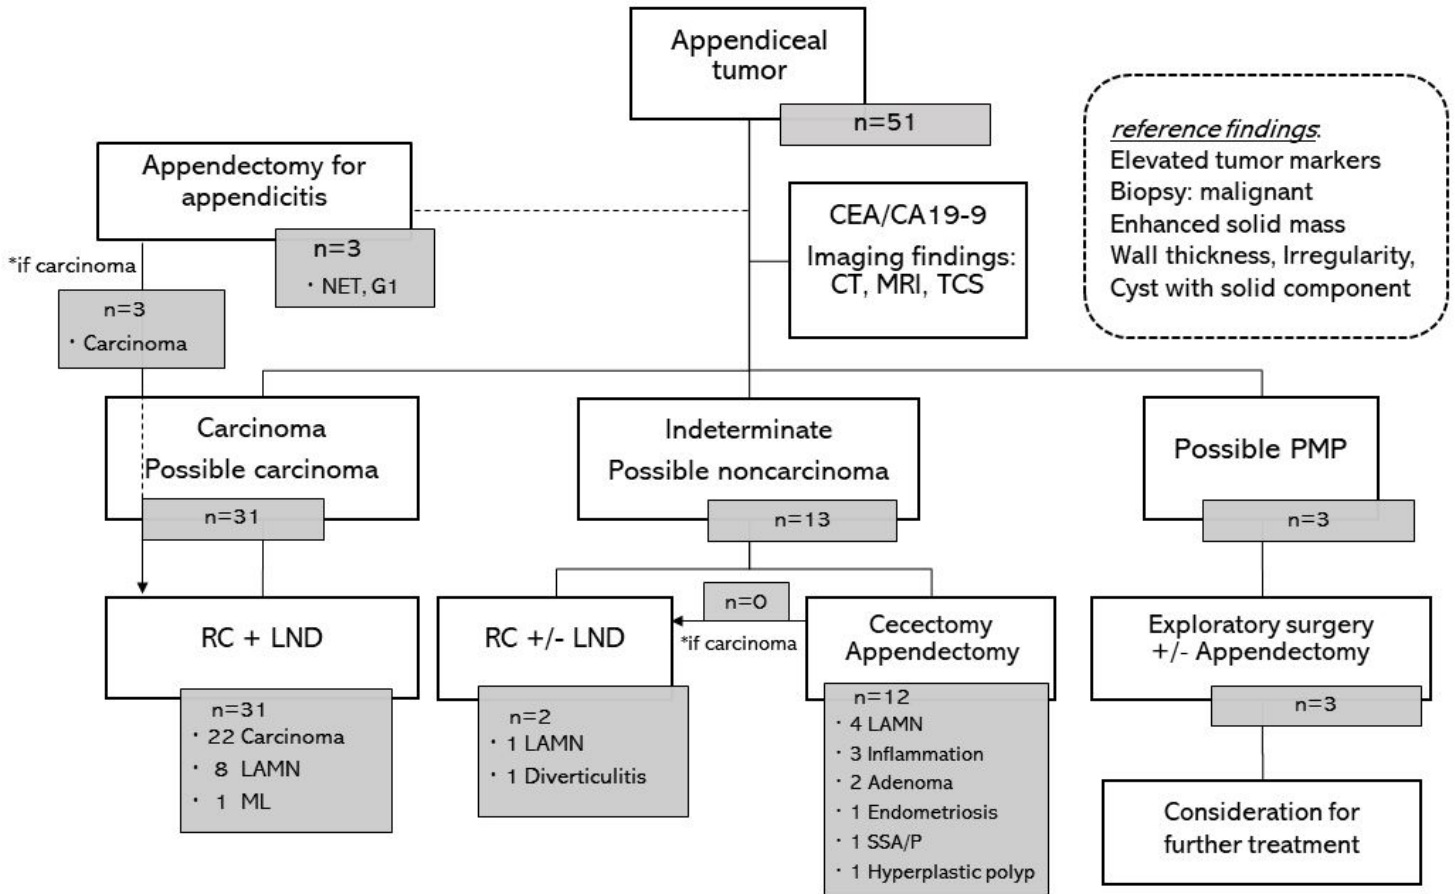 Appendiceal
tumor
n=51
reference findings:
Elevated tumor markers
Biopsy: malignant
Enhanced solid mass
Wall thickness, Irregularity,
Cyst with solid component
Appendectomy for
appendicitis
n=3
・NET, G1
CEA/CA19-9
Imaging findings:
CT, MRI, TCS
*if carcinoma
n=3
・Carcinoma
Carcinoma
Possible carcinoma
n=31
Indeterminate
Possible noncarcinoma
n=13
Possible PMP
n=3
RC + LND
n=31
・22 Carcinoma
・ 8 LAMN
・ 1 ML
RC +/- LND
n=2
・1 LAMN
・1 Diverticulitis
n=0
*if carcinoma
Cecectomy
Appendectomy
n=12
・4 LAMN
・3 Inflammation
・2 Adenoma
・1 Endometriosis
・1 SSA/P
・1 Hyperplastic polyp
Exploratory surgery
+/- Appendectomy
n=3
Consideration for
further treatment